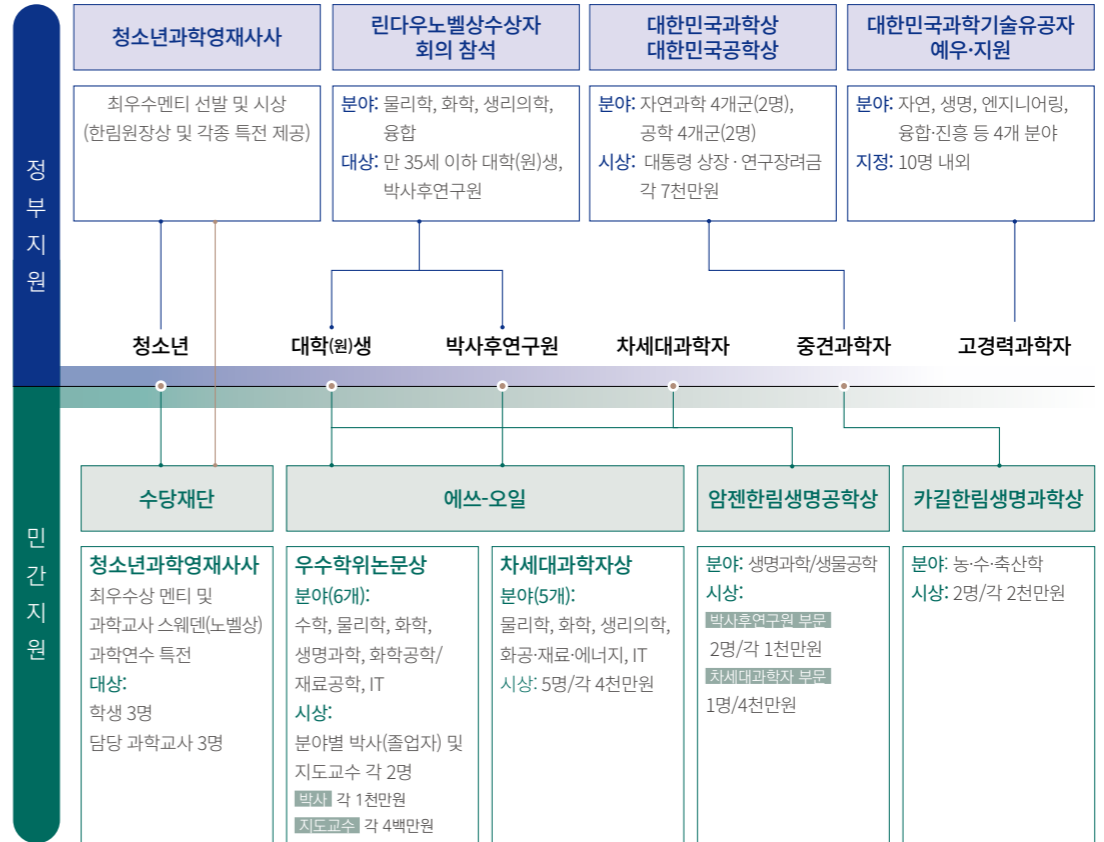 정부지원
청소년과학영재사사
최우수멘티 선발 및 시상
(한림원장상 및 각종 특전 제공)
린다우노벨상수상자
회의 참석
분야: 물리학, 화학, 생리의학,
융합
대상: 만 35세 이하 대학(원)생,
박사후연구원
대한민국과학상
대한민국공학상
분야: 자연과학 4개군(2명),
공학 4개군(2명)
시상: 대통령 상장 · 연구장려금
각 7천만원
대한민국과학기술유공자
예우·지원
분야: 자연, 생명, 엔지니어링,
융합·진흥 등 4개 분야
지정: 10명 내외
청소년
대학(원)생
박사후연구원
차세대과학자
중견과학자
고경력과학자
민간지원
수당재단
청소년과학영재사사
최우수상 멘티 및
과학교사 스웨덴(노벨상)
과학연수 특전
대상:
학생 3명
담당 과학교사 3명
에쓰-오일
우수학위논문상
분야(6개):
수학, 물리학, 화학,
생명과학, 화학공학/
재료공학, IT
시상:
분야별 박사(졸업자) 및
지도교수 각 2명
박사 각 1천만원
지도교수 각 4백만원
차세대과학자상
분야(5개):
물리학, 화학, 생리의학,
화공·재료·에너지, IT
시상: 5명/각 4천만원
암젠한림생명공학상
분야: 생명과학/생물공학
시상:
박사후연구원 부문
2명/각 1천만원
차세대과학자 부문
1명/4천만원
카길한림생명과학상
분야: 농·수·축산학
시상: 2명/각 2천만원